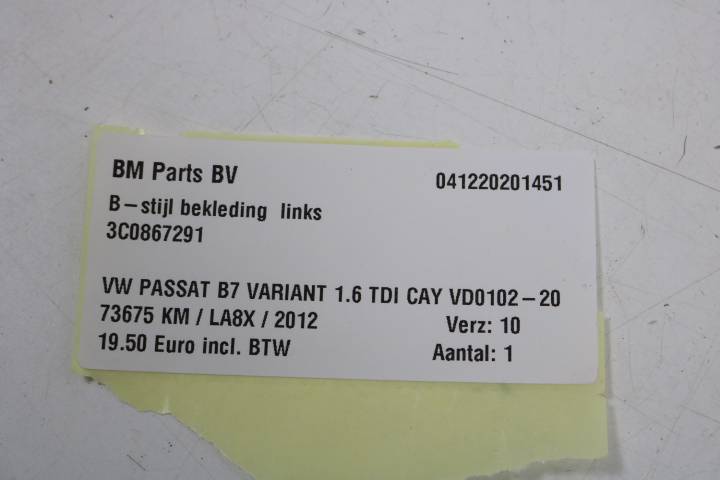 BM Parts BV 041220201451
B-stijl bekleding links
3C0867291
VW PASSAT B7 VARIANT 1.6 TDI CAY VD0102-20
73675 KM / LA8X / 2012 Verz: 10
19.50 Euro incl. BTW Aantal: 1